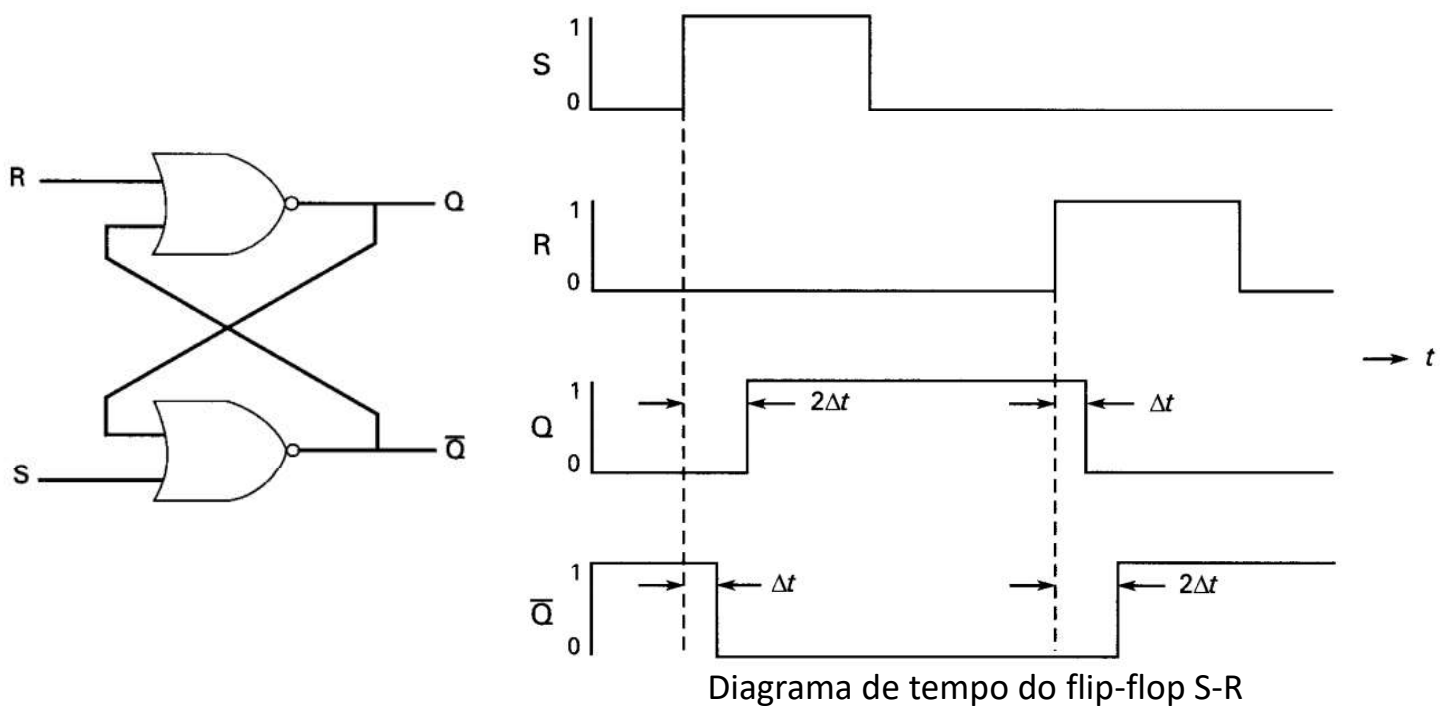 R
Q
Q̅
S
1
S
0
1
R
0
t
1
2Δt
Δt
Q
0
1
Δt
2Δt
Q̅
0
Diagrama de tempo do flip-flop S-R